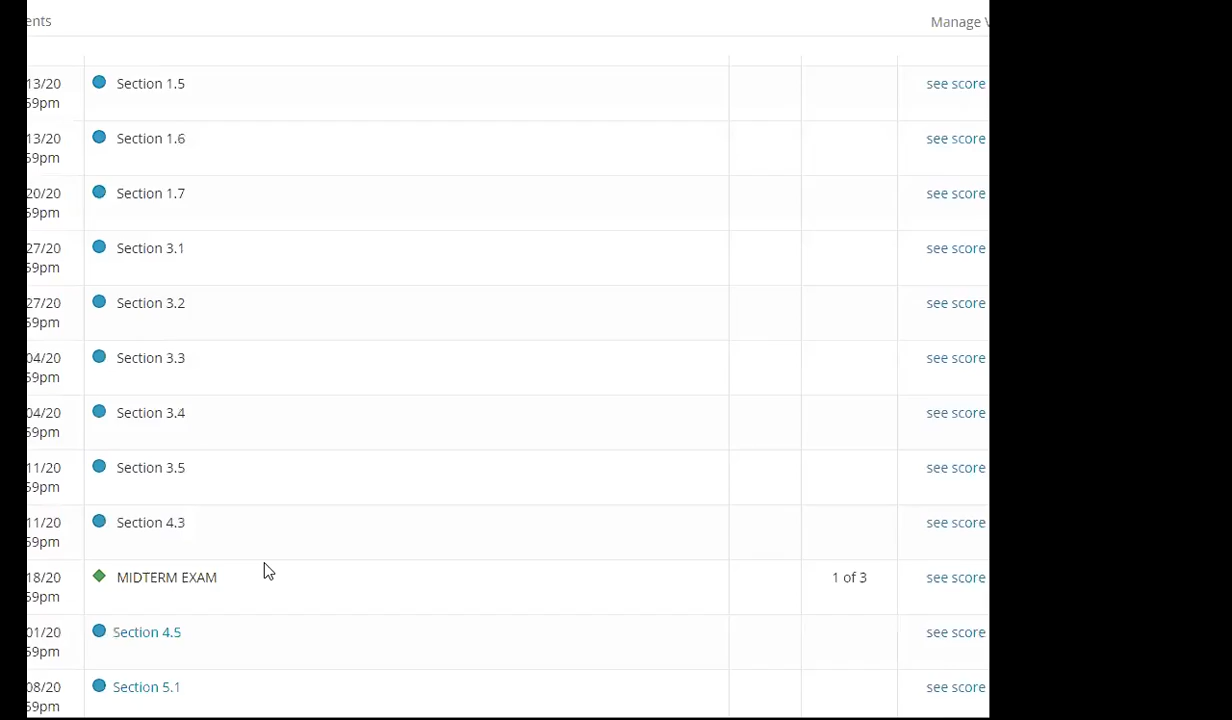 ents
Manage V
13/20 Section 1.5 see score
59pm
13/20 Section 1.6 see score
59pm
20/20 Section 1.7 see score
59pm
27/20 Section 3.1 see score
59pm
27/20 Section 3.2 see score
59pm
04/20 Section 3.3 see score
59pm
04/20 Section 3.4 see score
59pm
11/20 Section 3.5 see score
59pm
11/20 Section 4.3 see score
59pm
18/20 MIDTERM EXAM 1 of 3 see score
59pm
01/20 Section 4.5 see score
59pm
08/20 Section 5.1 see score
59pm